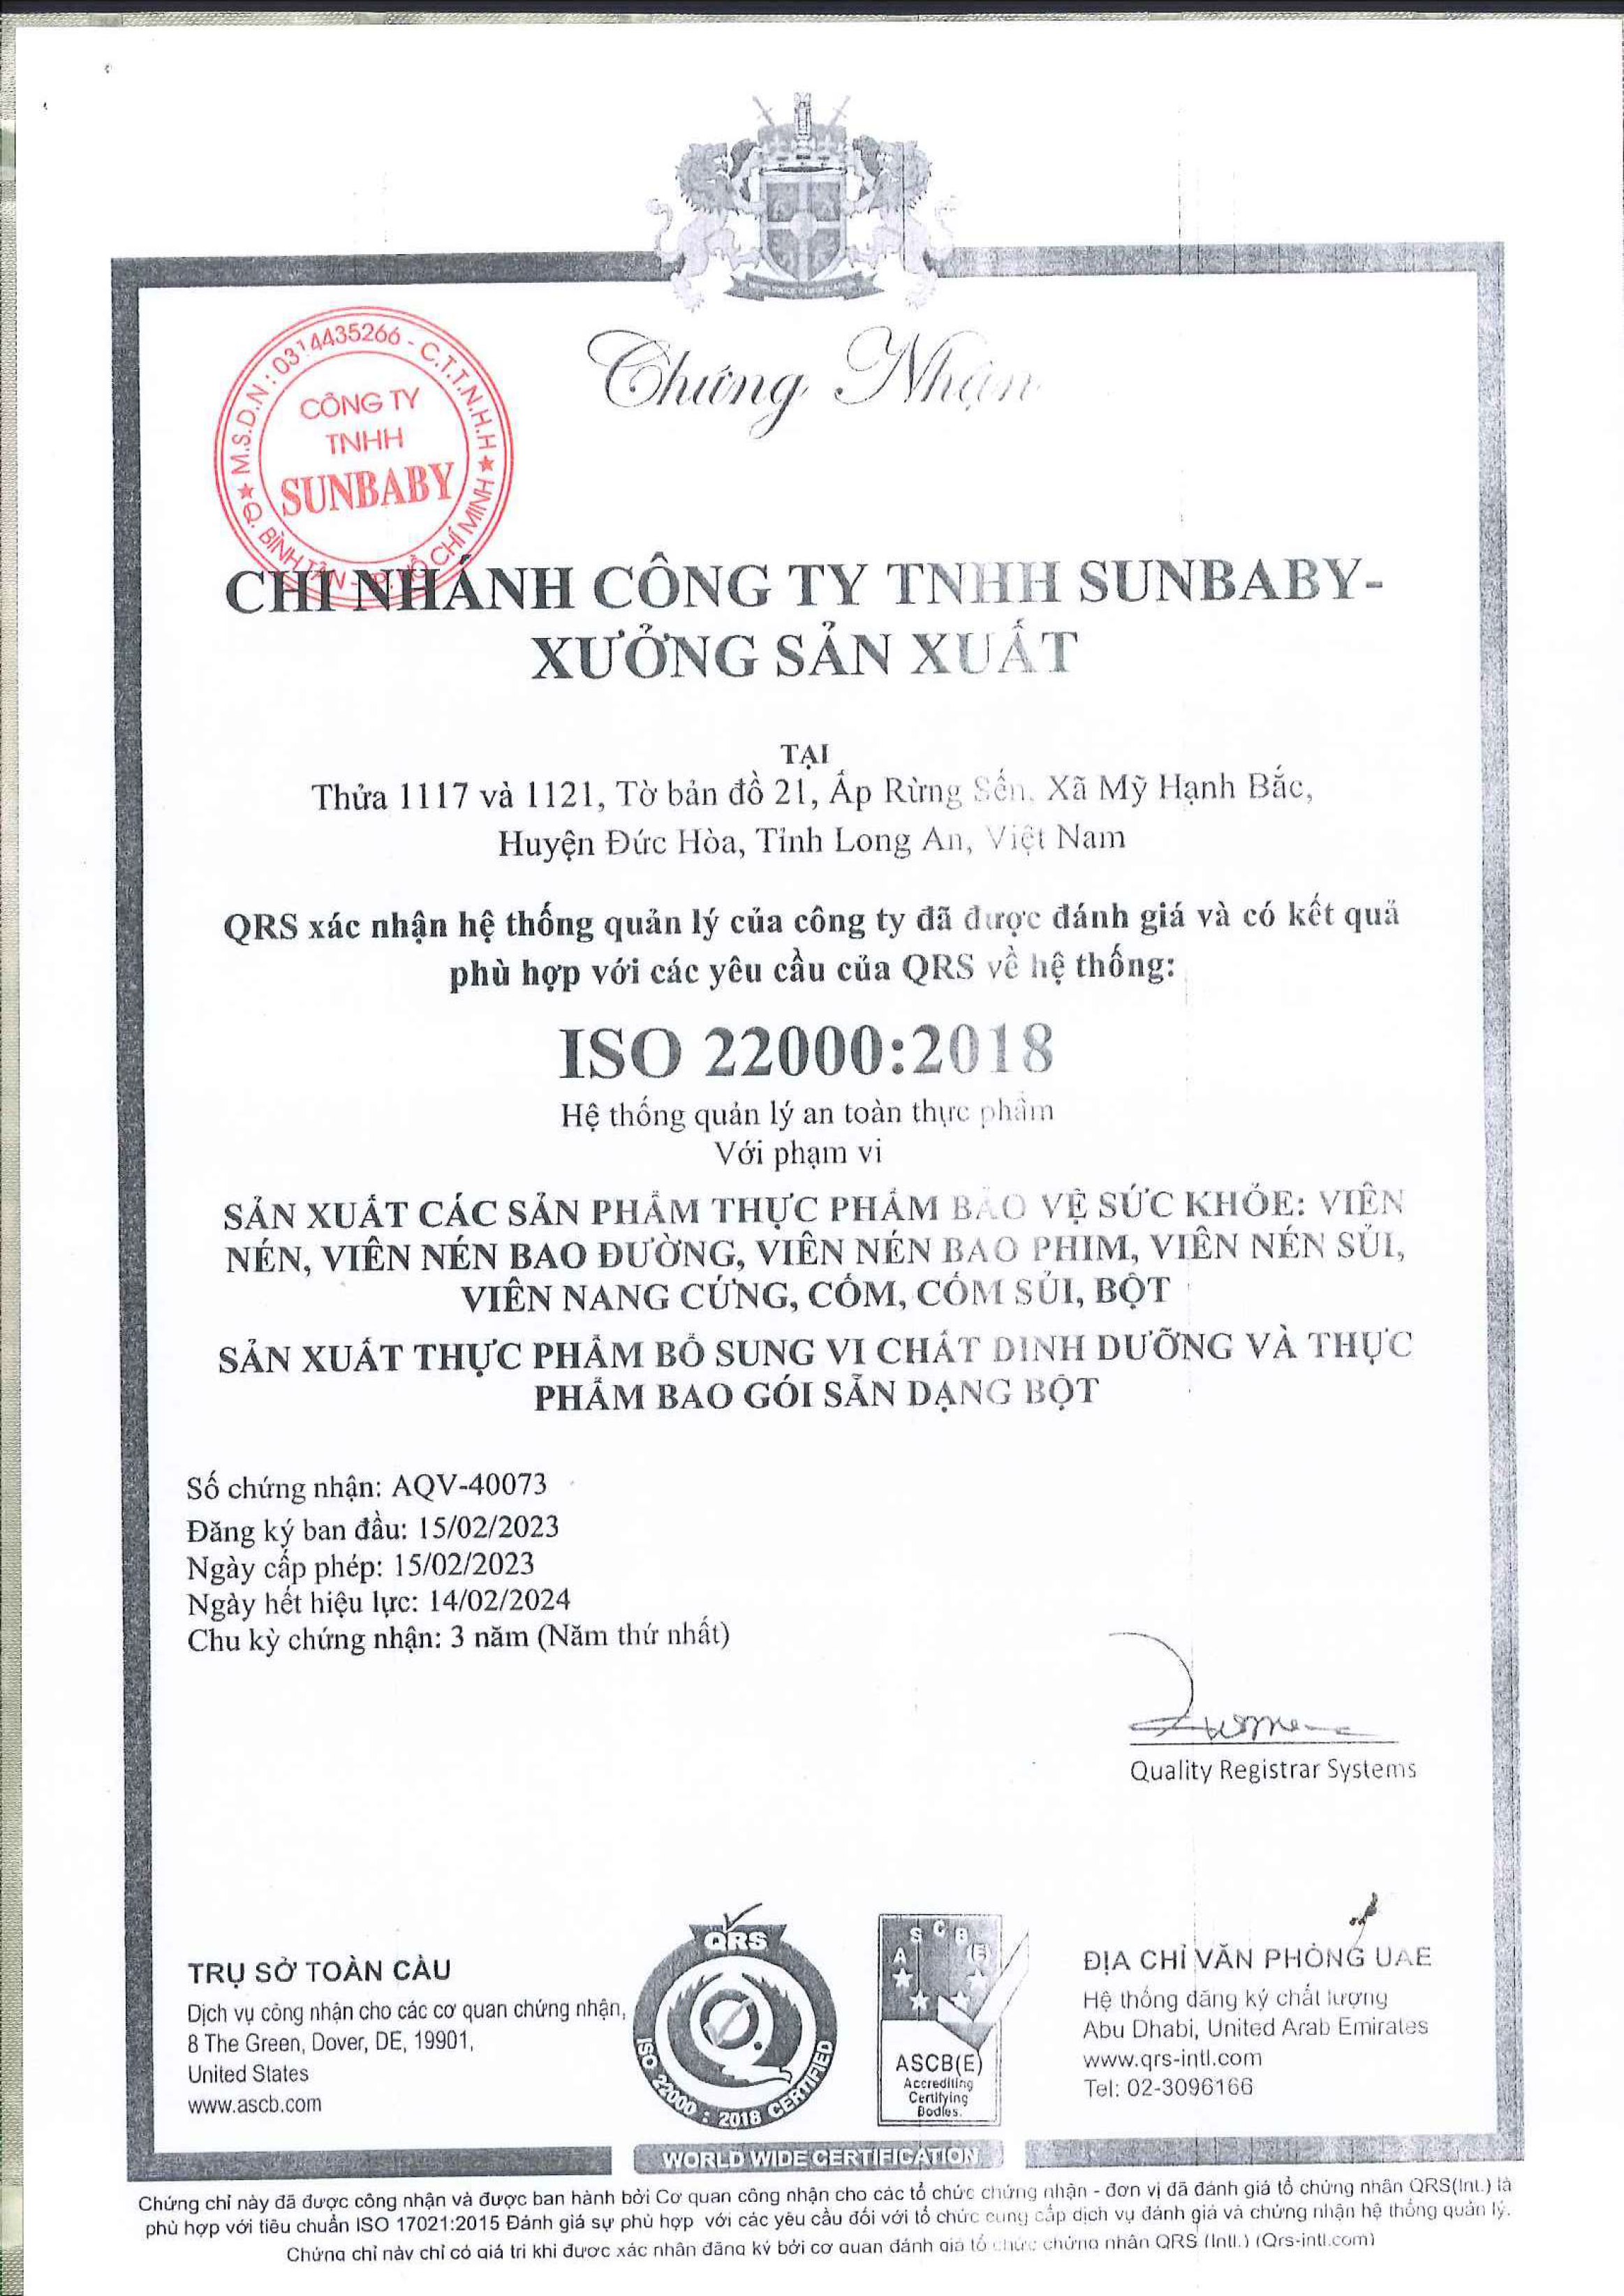 Chứng Nhận
M.S.D.N : 0314435266 - C.T.T.N.H.H
CÔNG TY
TNHH
SUNBABY
Q. BÌNH TÂN - TP. HỒ CHÍ MINH
CHI NHÁNH CÔNG TY TNHH SUNBABY-
XƯỞNG SẢN XUẤT
TẠI
Thửa 1117 và 1121, Tờ bản đồ 21, Ấp Rừng Sến, Xã Mỹ Hạnh Bắc,
Huyện Đức Hòa, Tỉnh Long An, Việt Nam
QRS xác nhận hệ thống quản lý của công ty đã được đánh giá và có kết quả
phù hợp với các yêu cầu của QRS về hệ thống:
ISO 22000:2018
Hệ thống quản lý an toàn thực phẩm
Với phạm vi
SẢN XUẤT CÁC SẢN PHẨM THỰC PHẨM BẢO VỆ SỨC KHỎE: VIÊN
NÉN, VIÊN NÉN BAO ĐƯỜNG, VIÊN NÉN BAO PHIM, VIÊN NÉN SỦI,
VIÊN NANG CỨNG, CỐM, CỐM SỦI, BỘT
SẢN XUẤT THỰC PHẨM BỔ SUNG VI CHẤT DINH DƯỠNG VÀ THỰC
PHẨM BAO GÓI SẴN DẠNG BỘT
Số chứng nhận: AQV-40073
Đăng ký ban đầu: 15/02/2023
Ngày cấp phép: 15/02/2023
Ngày hết hiệu lực: 14/02/2024
Chu kỳ chứng nhận: 3 năm (Năm thứ nhất)
Quality Registrar Systems
TRỤ SỞ TOÀN CẦU
Dịch vụ công nhận cho các cơ quan chứng nhận,
8 The Green, Dover, DE, 19901,
United States
www.ascb.com
QRS
ISO 22000 : 2018 CERTIFIED
A S C B (E)
ASCB(E)
Accrediting
Certifying
Bodies.
ĐỊA CHỈ VĂN PHÒNG UAE
Hệ thống đăng ký chất lượng
Abu Dhabi, United Arab Emirates
www.qrs-intl.com
Tel: 02-3096166
WORLD WIDE CERTIFICATION
Chứng chỉ này đã được công nhận và được ban hành bởi Cơ quan công nhận cho các tổ chức chứng nhận - đơn vị đã đánh giá tổ chứng nhân QRS(Int.) là
phù hợp với tiêu chuẩn ISO 17021:2015 Đánh giá sự phù hợp với các yêu cầu đối với tổ chức cung cấp dịch vụ đánh giá và chứng nhận hệ thống quản lý.
Chứng chỉ này chỉ có giá trị khi được xác nhân đăng ký bởi cơ quan đánh giá tổ chức chứng nhân QRS (Intl.) (Qrs-intl.com)